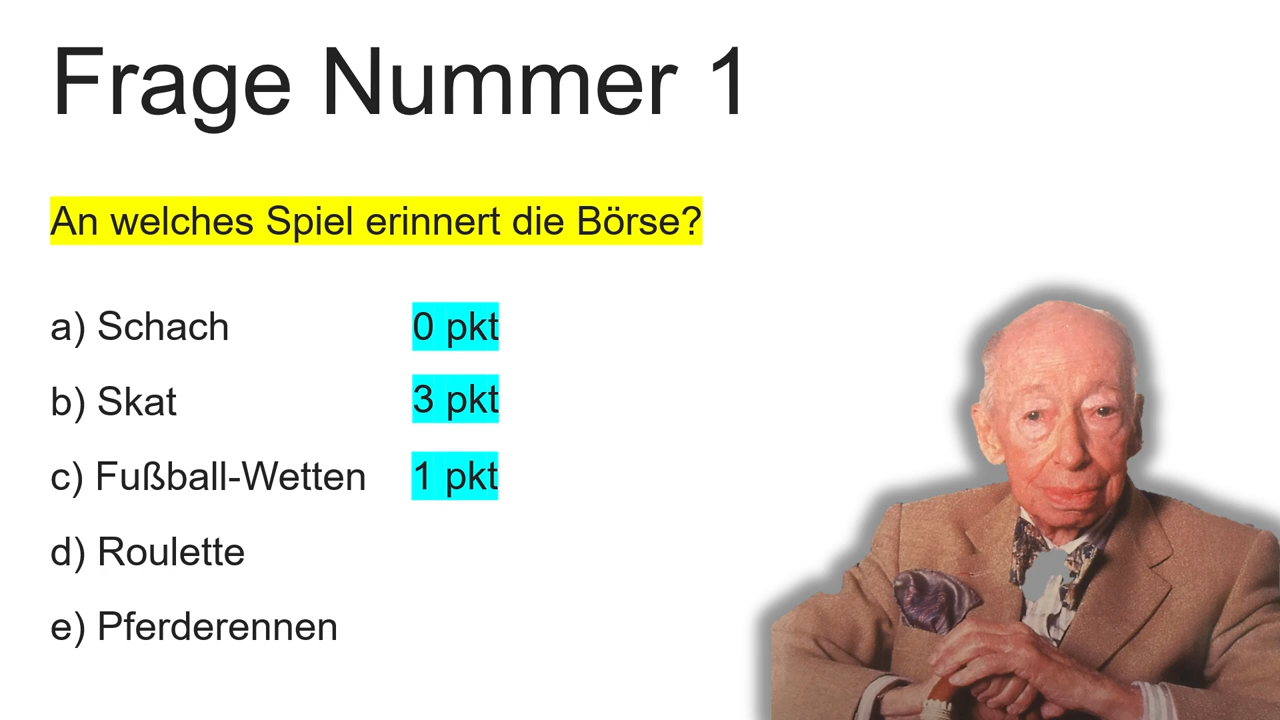 Frage Nummer 1
An welches Spiel erinnert die Börse?
a) Schach 0 pkt
b) Skat 3 pkt
c) Fußball-Wetten 1 pkt
d) Roulette
e) Pferderennen